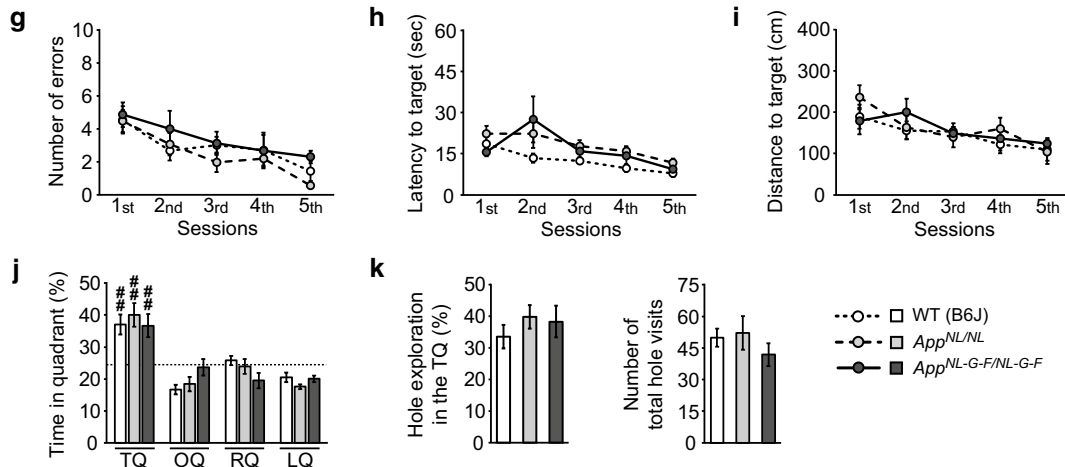 g
Number of errors
10
8
6
4
2
0
1st 2nd 3rd 4th 5th
Sessions
h
Latency to target (sec)
60
45
30
15
0
1st 2nd 3rd 4th 5th
Sessions
i
Distance to target (cm)
400
300
200
100
0
1st 2nd 3rd 4th 5th
Sessions
j
Time in quadrant (%)
50
40
30
20
10
0
## ## ##
TQ OQ RQ LQ
k
Hole exploration
in the TQ (%)
50
40
30
20
10
0
Number of
total hole visits
75
60
45
30
15
0
WT (B6J)
App^NL/NL
App^NL-G-F/NL-G-F